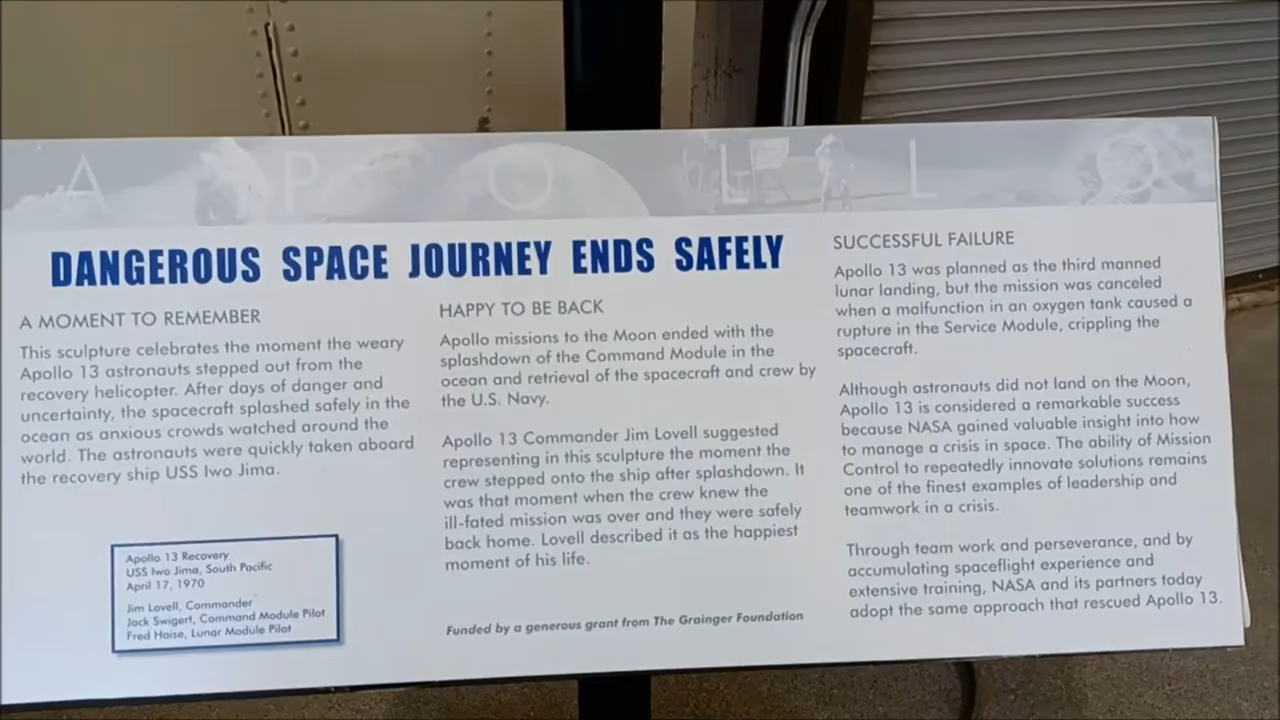 APOLLO
DANGEROUS SPACE JOURNEY ENDS SAFELY
A MOMENT TO REMEMBER
This sculpture celebrates the moment the weary
Apollo 13 astronauts stepped out from the
recovery helicopter. After days of danger and
uncertainty, the spacecraft splashed safely in the
ocean as anxious crowds watched around the
world. The astronauts were quickly taken aboard
the recovery ship USS Iwo Jima.
Apollo 13 Recovery
USS Iwo Jima, South Pacific
April 17, 1970
Jim Lovell, Commander
Jack Swigert, Command Module Pilot
Fred Haise, Lunar Module Pilot
HAPPY TO BE BACK
Apollo missions to the Moon ended with the
splashdown of the Command Module in the
ocean and retrieval of the spacecraft and crew by
the U.S. Navy.
Apollo 13 Commander Jim Lovell suggested
representing in this sculpture the moment the
crew stepped onto the ship after splashdown. It
was that moment when the crew knew the
ill-fated mission was over and they were safely
back home. Lovell described it as the happiest
moment of his life.
Funded by a generous grant from The Grainger Foundation
SUCCESSFUL FAILURE
Apollo 13 was planned as the third manned
lunar landing, but the mission was canceled
when a malfunction in an oxygen tank caused a
rupture in the Service Module, crippling the
spacecraft.
Although astronauts did not land on the Moon,
Apollo 13 is considered a remarkable success
because NASA gained valuable insight into how
to manage a crisis in space. The ability of Mission
Control to repeatedly innovate solutions remains
one of the finest examples of leadership and
teamwork in a crisis.
Through team work and perseverance, and by
accumulating spaceflight experience and
extensive training, NASA and its partners today
adopt the same approach that rescued Apollo 13.